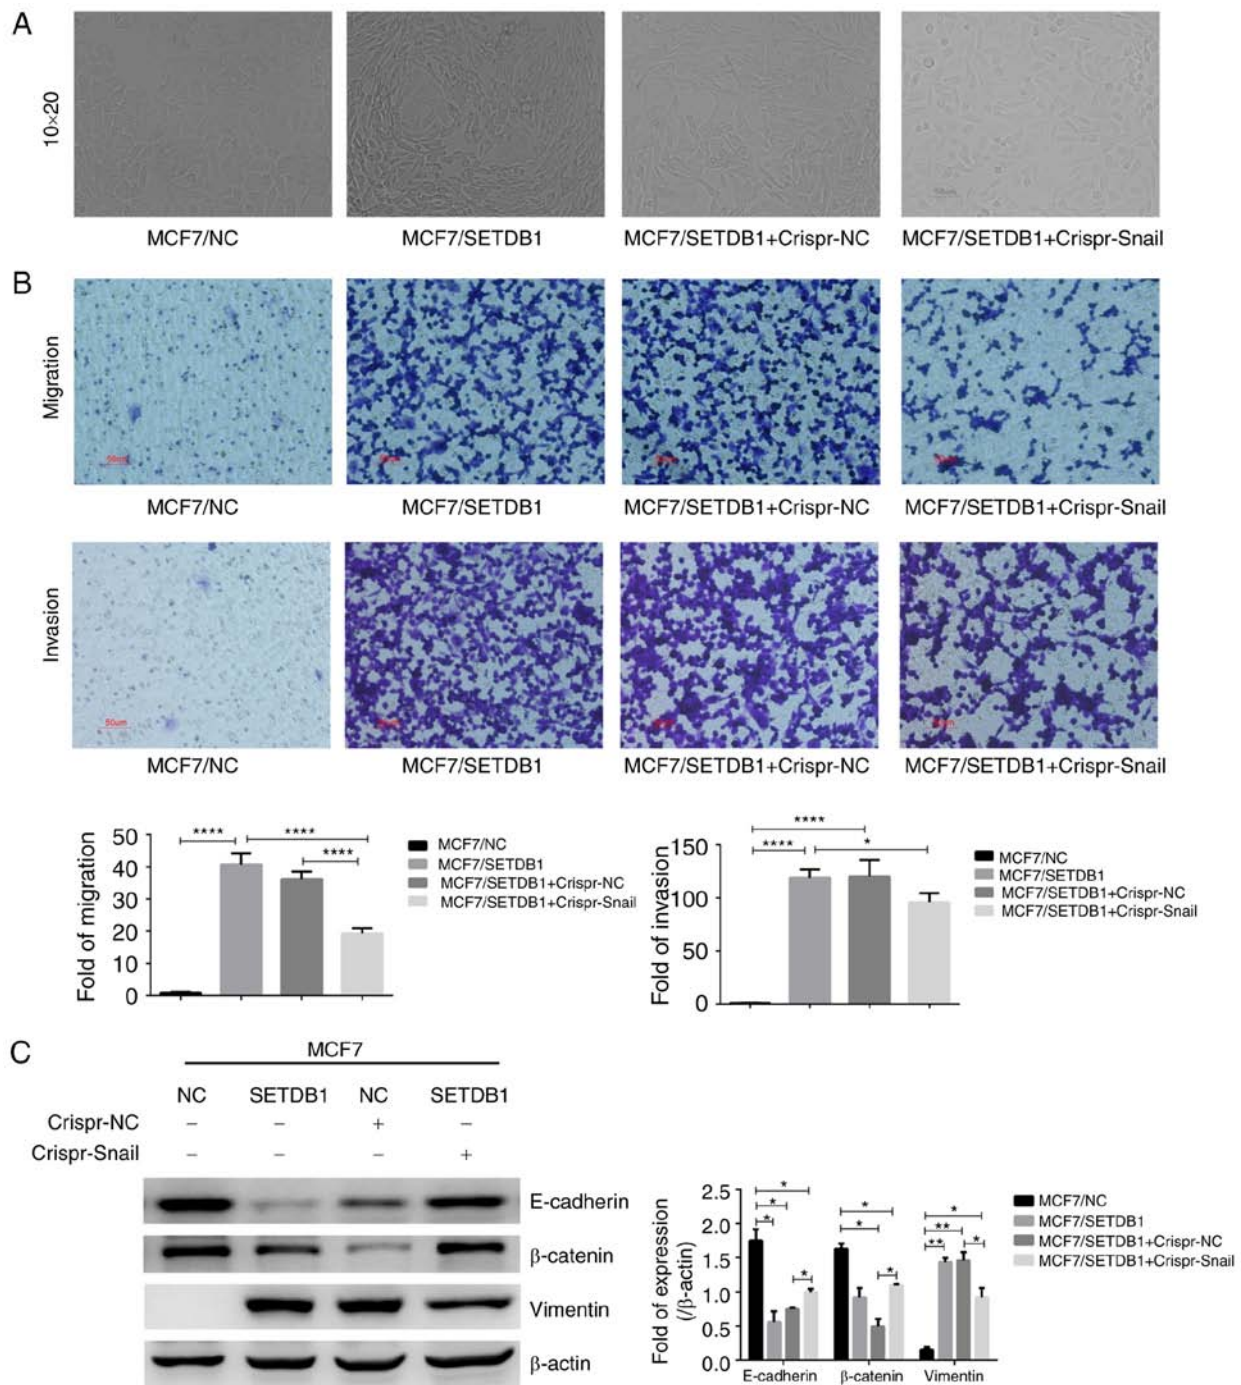 A
10×20
MCF7/NC
MCF7/SETDB1
MCF7/SETDB1+Crispr-NC
MCF7/SETDB1+Crispr-Snail
B
Migration
50um
MCF7/NC
MCF7/SETDB1
MCF7/SETDB1+Crispr-NC
MCF7/SETDB1+Crispr-Snail
Invasion
50um
MCF7/NC
MCF7/SETDB1
MCF7/SETDB1+Crispr-NC
MCF7/SETDB1+Crispr-Snail
Fold of migration
50
40
30
20
10
0
**** **** ****
MCF7/NC
MCF7/SETDB1
MCF7/SETDB1+Crispr-NC
MCF7/SETDB1+Crispr-Snail
Fold of invasion
150
100
50
0
****
**** *
MCF7/NC
MCF7/SETDB1
MCF7/SETDB1+Crispr-NC
MCF7/SETDB1+Crispr-Snail
C
MCF7
NC SETDB1 NC SETDB1
Crispr-NC − − + −
Crispr-Snail − − − +
E-cadherin
β-catenin
Vimentin
β-actin
Fold of expression
(/β-actin)
2.5
2.0
1.5
1.0
0.5
0.0
* * * *
* * *
* ** ** *
E-cadherin β-catenin Vimentin
MCF7/NC
MCF7/SETDB1
MCF7/SETDB1+Crispr-NC
MCF7/SETDB1+Crispr-Snail